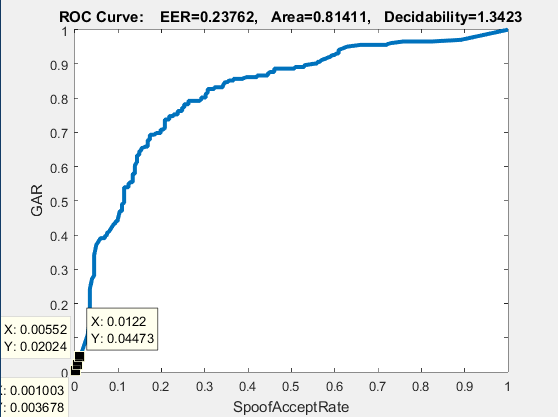 ROC Curve: EER=0.23762, Area=0.81411, Decidability=1.3423
1
0.9
0.8
0.7
0.6
0.5
0.4
0.3
0.2
0
GAR
X: 0.0122
Y: 0.04473
X: 0.00552
Y: 0.02024
: 0.001003
: 0.003678
0 0.1 0.2 0.3 0.4 0.5 0.6 0.7 0.8 0.9 1
SpoofAcceptRate